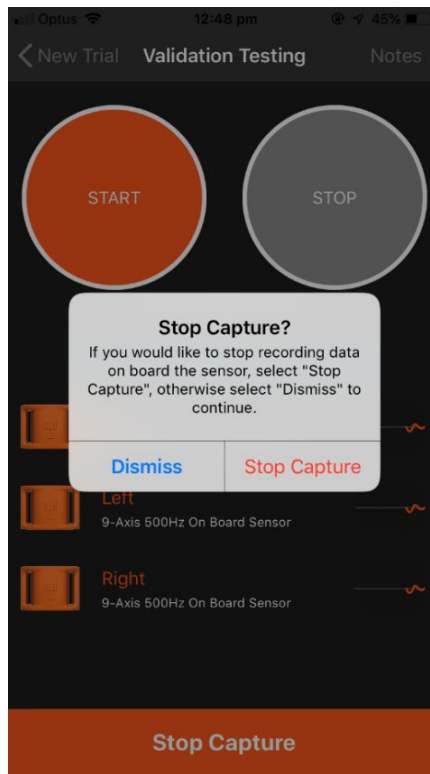 Optus 12:48 pm 45%
New Trial Validation Testing Notes
START STOP
Stop Capture?
If you would like to stop recording data
on board the sensor, select "Stop
Capture", otherwise select "Dismiss" to
continue.
Dismiss Stop Capture
Left
9-Axis 500Hz On Board Sensor
Right
9-Axis 500Hz On Board Sensor
Stop Capture